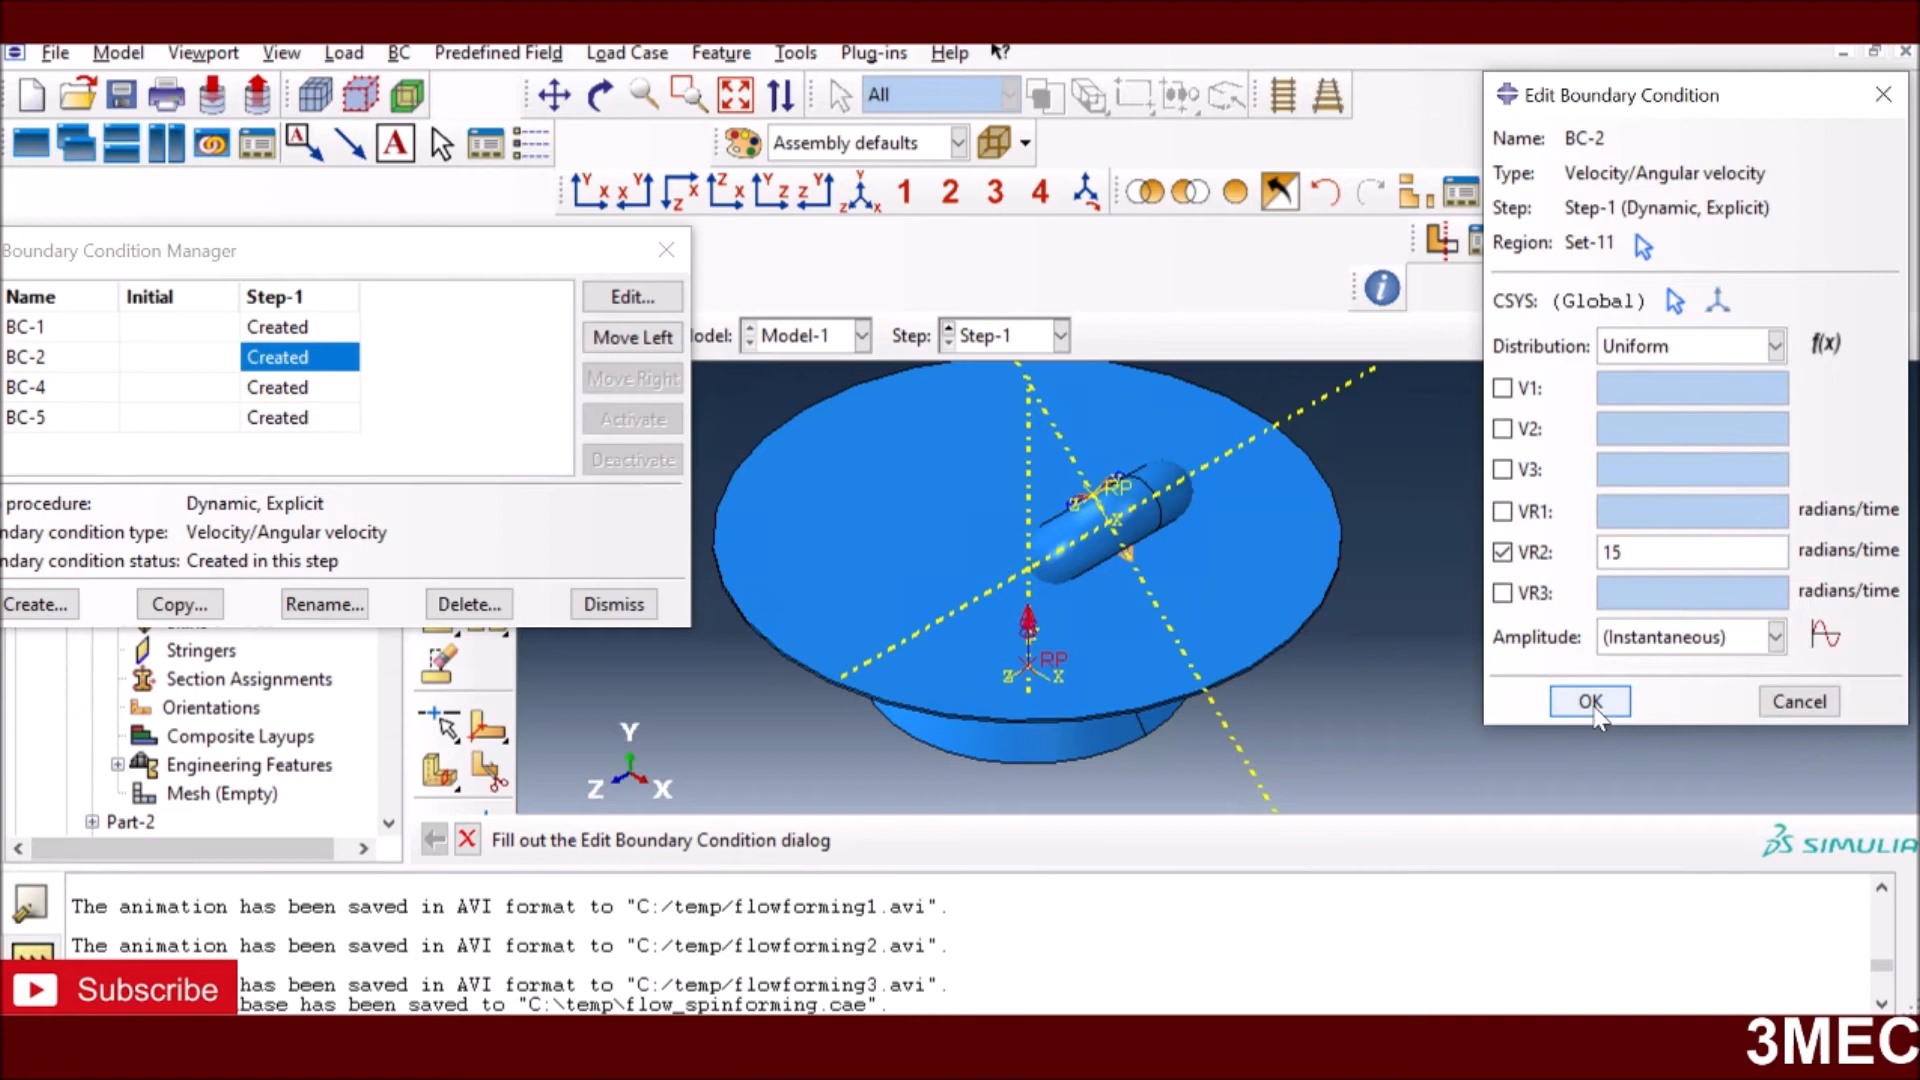 File Model Viewport View Load BC Predefined Field Load Case Feature Tools Plug-ins Help
All
A A Assembly defaults
Y X X Y Z X Z X Y Z Z Y Y Z X 1 2 3 4
Boundary Condition Manager
Name Initial Step-1
BC-1 Created
BC-2 Created
BC-4 Created
BC-5 Created
Edit...
Move Left
Move Right
Activate
Deactivate
procedure: Dynamic, Explicit
ndary condition type: Velocity/Angular velocity
ndary condition status: Created in this step
Create... Copy... Rename... Delete... Dismiss
odel: Model-1 Step: Step-1
Stringers
Section Assignments
Orientations
Composite Layups
Engineering Features
Mesh (Empty)
Part-2
RP
Z X
RP
Z X
Y
Z X
Edit Boundary Condition
Name: BC-2
Type: Velocity/Angular velocity
Step: Step-1 (Dynamic, Explicit)
Region: Set-11
CSYS: (Global)
Distribution: Uniform f(x)
V1:
V2:
V3:
VR1: radians/time
VR2: 15 radians/time
VR3: radians/time
Amplitude: (Instantaneous)
OK Cancel
Fill out the Edit Boundary Condition dialog
SIMULIA
The animation has been saved in AVI format to "C:/temp/flowforming1.avi".
The animation has been saved in AVI format to "C:/temp/flowforming2.avi".
has been saved in AVI format to "C:/temp/flowforming3.avi".
base has been saved to "C:\temp\flow_spinforming.cae".
Subscribe
3MEC